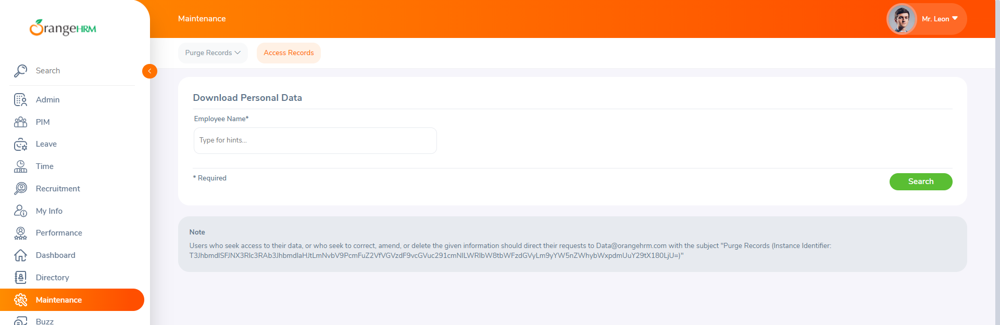 OrangeHRM
Maintenance
Mr. Leon
Purge Records
Access Records
Search
Admin
PIM
Leave
Time
Recruitment
My Info
Performance
Dashboard
Directory
Maintenance
Buzz
Download Personal Data
Employee Name*
Type for hints...
* Required
Search
Note
Users who seek access to their data, or who seek to correct, amend, or delete the given information should direct their requests to Data@orangehrm.com with the subject "Purge Records (Instance Identifier: